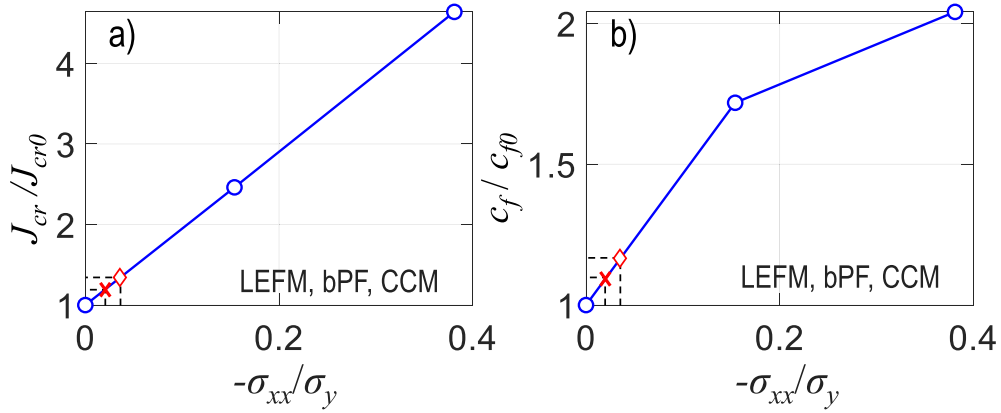 a)
4
3
2
1
J_cr /J_cr0
LEFM, bPF, CCM
0
0.2
0.4
-σ_xx/σ_y
b)
2
1.5
1
c_f / c_f0
LEFM, bPF, CCM
0
0.2
0.4
-σ_xx/σ_y